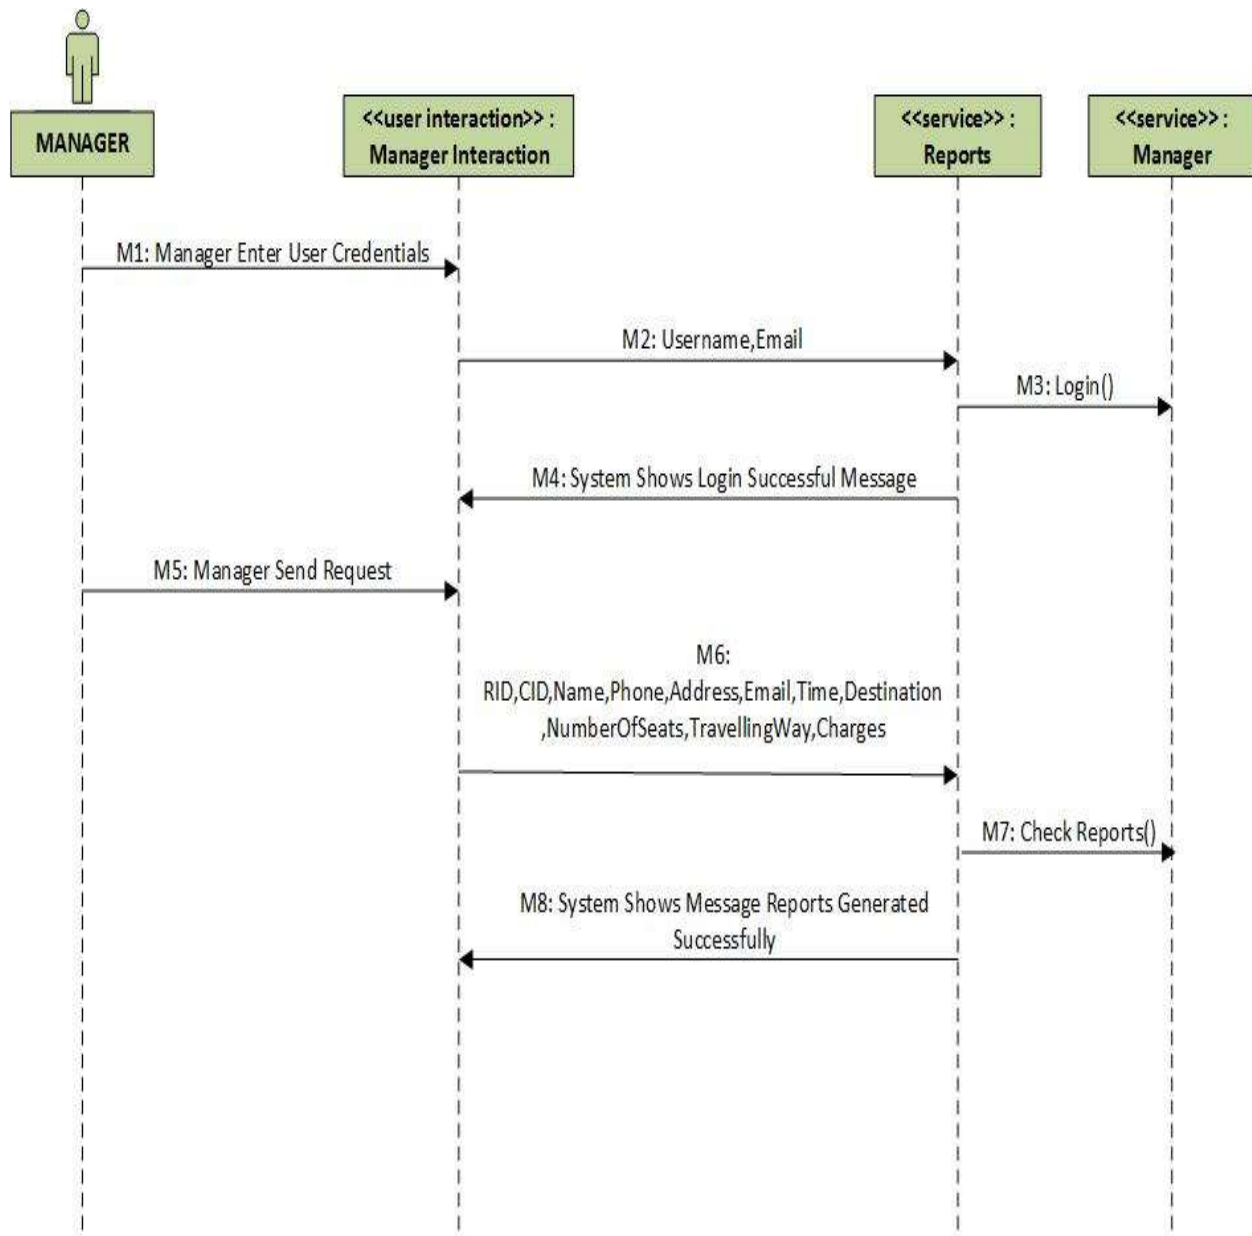 MANAGER
<<user interaction>> :
Manager Interaction
<<service>> :
Reports
<<service>> :
Manager
M1: Manager Enter User Credentials
M2: Username,Email
M3: Login()
M4: System Shows Login Successful Message
M5: Manager Send Request
M6:
RID,CID,Name,Phone,Address,Email,Time,Destination
,NumberOfSeats,TravellingWay,Charges
M7: Check Reports()
M8: System Shows Message Reports Generated
Successfully